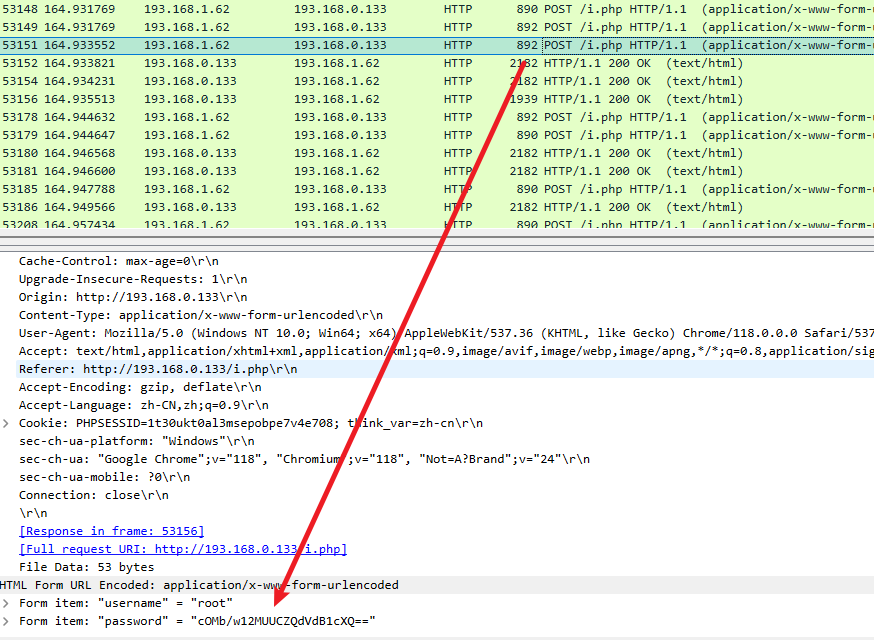 53148 164.931769 193.168.1.62 193.168.0.133 HTTP 890 POST /i.php HTTP/1.1 (application/x-www-form-
53149 164.931769 193.168.1.62 193.168.0.133 HTTP 890 POST /i.php HTTP/1.1 (application/x-www-form-u
53151 164.933552 193.168.1.62 193.168.0.133 HTTP 892 POST /i.php HTTP/1.1 (application/x-www-form-u
53152 164.933821 193.168.0.133 193.168.1.62 HTTP 2182 HTTP/1.1 200 OK (text/html)
53154 164.934231 193.168.0.133 193.168.1.62 HTTP 2182 HTTP/1.1 200 OK (text/html)
53156 164.935513 193.168.0.133 193.168.1.62 HTTP 1939 HTTP/1.1 200 OK (text/html)
53178 164.944632 193.168.1.62 193.168.0.133 HTTP 892 POST /i.php HTTP/1.1 (application/x-www-form-u
53179 164.944647 193.168.1.62 193.168.0.133 HTTP 890 POST /i.php HTTP/1.1 (application/x-www-form-u
53180 164.946568 193.168.0.133 193.168.1.62 HTTP 2182 HTTP/1.1 200 OK (text/html)
53181 164.946600 193.168.0.133 193.168.1.62 HTTP 2182 HTTP/1.1 200 OK (text/html)
53185 164.947788 193.168.1.62 193.168.0.133 HTTP 890 POST /i.php HTTP/1.1 (application/x-www-form-u
53186 164.949566 193.168.0.133 193.168.1.62 HTTP 2182 HTTP/1.1 200 OK (text/html)
53208 164.957434 193.168.1.62 193.168.0.133 HTTP 890 POST /i.php HTTP/1.1 (application/x-www-form-u
Cache-Control: max-age=0\r\n
Upgrade-Insecure-Requests: 1\r\n
Origin: http://193.168.0.133\r\n
Content-Type: application/x-www-form-urlencoded\r\n
User-Agent: Mozilla/5.0 (Windows NT 10.0; Win64; x64) AppleWebKit/537.36 (KHTML, like Gecko) Chrome/118.0.0.0 Safari/537
Accept: text/html,application/xhtml+xml,application/xml;q=0.9,image/avif,image/webp,image/apng,*/*;q=0.8,application/sig
Referer: http://193.168.0.133/i.php\r\n
Accept-Encoding: gzip, deflate\r\n
Accept-Language: zh-CN,zh;q=0.9\r\n
Cookie: PHPSESSID=1t30ukt0al3msepobpe7v4e708; think_var=zh-cn\r\n
sec-ch-ua-platform: "Windows"\r\n
sec-ch-ua: "Google Chrome";v="118", "Chromium";v="118", "Not=A?Brand";v="24"\r\n
sec-ch-ua-mobile: ?0\r\n
Connection: close\r\n
\r\n
[Response in frame: 53156]
[Full request URI: http://193.168.0.133/i.php]
File Data: 53 bytes
HTML Form URL Encoded: application/x-www-form-urlencoded
Form item: "username" = "root"
Form item: "password" = "cOMb/w12MUUCZQdVdB1cXQ=="